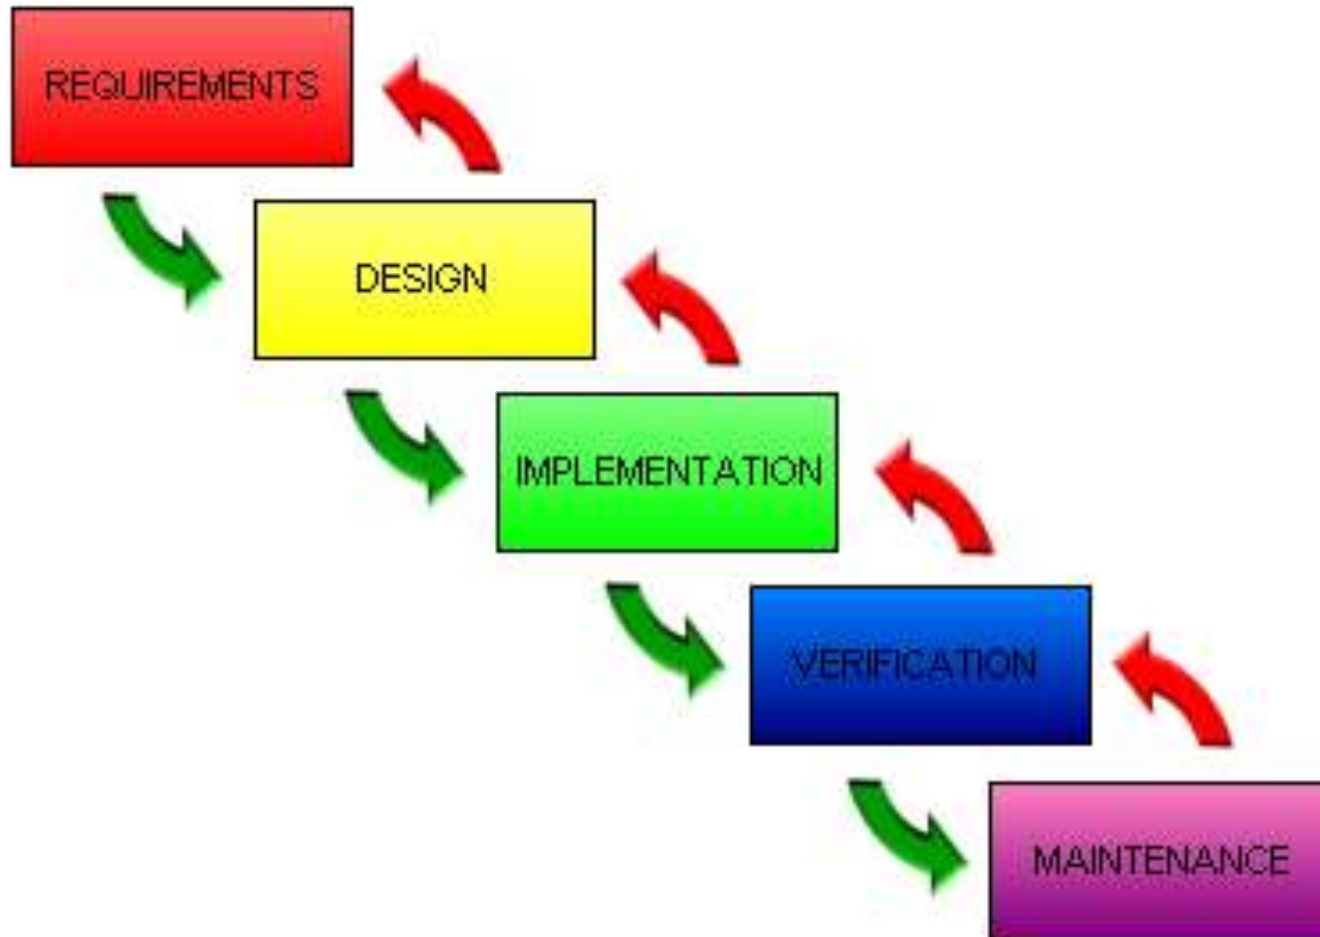 REQUIREMENTS
DESIGN
IMPLEMENTATION
VERIFICATION
MAINTENANCE